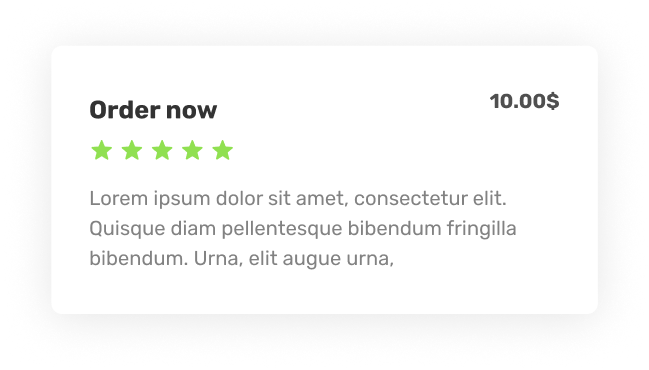 Order now
10.00$
Lorem ipsum dolor sit amet, consectetur elit.
Quisque diam pellentesque bibendum fringilla
bibendum. Urna, elit augue urna,